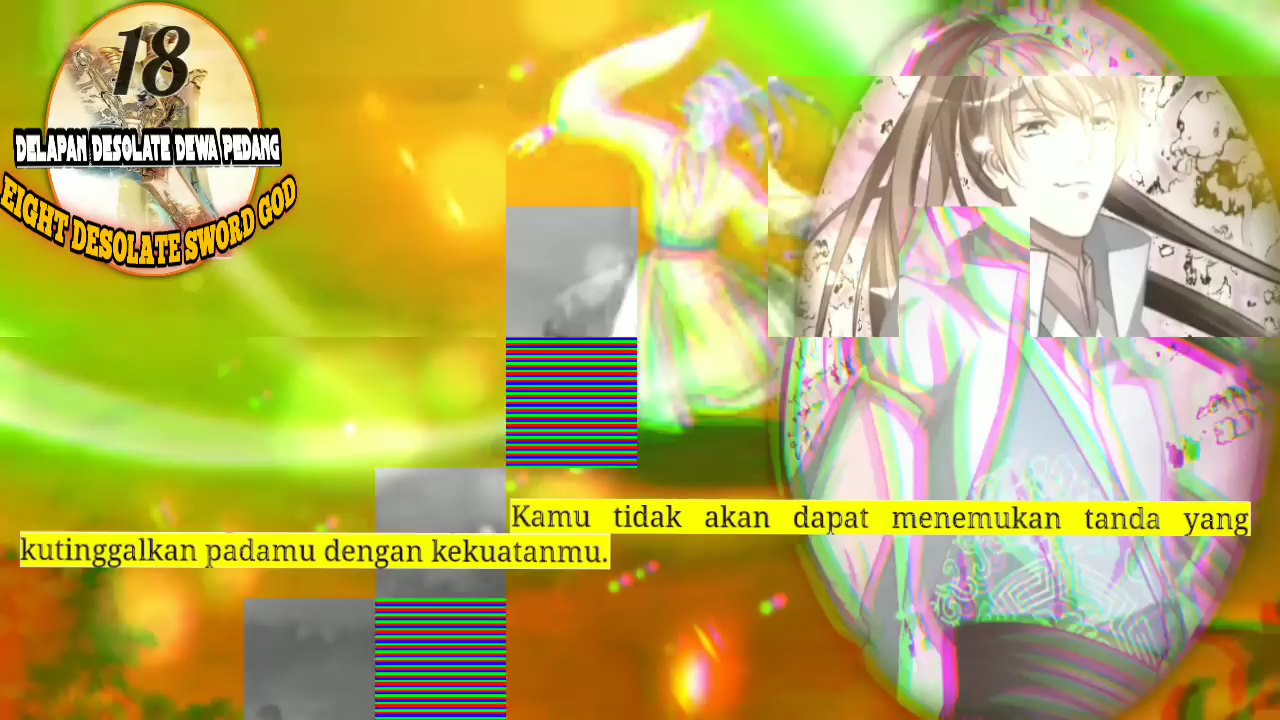 18
DELAPAN DESOLATE DEWA PEDANG
EIGHT DESOLATE SWORD GOD
Kamu tidak akan dapat menemukan tanda yang
kutinggalkan padamu dengan kekuatanmu.